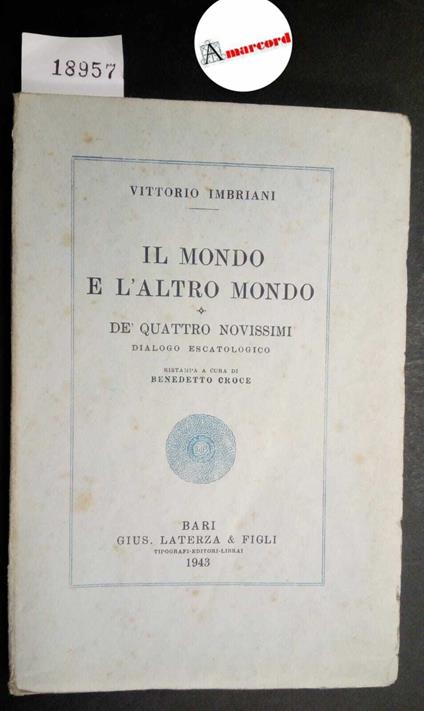 18957
Amarcord
VITTORIO IMBRIANI
IL MONDO
E L'ALTRO MONDO
DE' QUATTRO NOVISSIMI
DIALOGO ESCATOLOGICO
RISTAMPA A CURA DI
BENEDETTO CROCE
BARI
GIUS. LATERZA & FIGLI
TIPOGRAFI-EDITORI-LIBRAI
1943